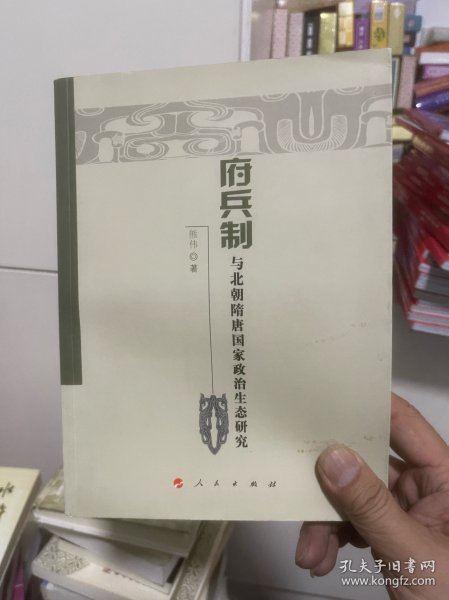 府兵制
与北朝隋唐国家政治生态研究
熊伟◎著
人民出版社
孔夫子旧书网
www.kongfz.com